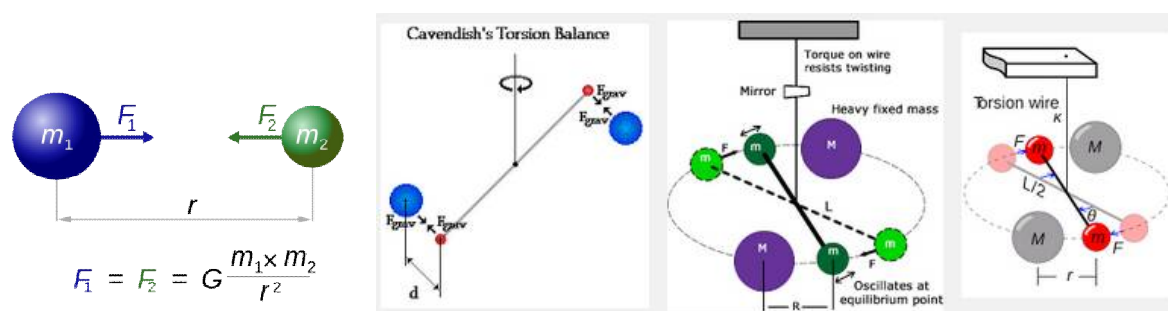 m₁
F₁
F₂
m₂
r
F₁ = F₂ = G m₁ × m₂
r²
Cavendish's Torsion Balance
Fgrav
Fgrav
Fgrav
Fgrav
d
Torque on wire
resists twisting
Mirror
Heavy fixed mass
M
m
F
m
L
m
M
m
F
Oscillates at
equilibrium point
R
Torsion wire
K
F
m
M
L/2
θ
M
m
F
r